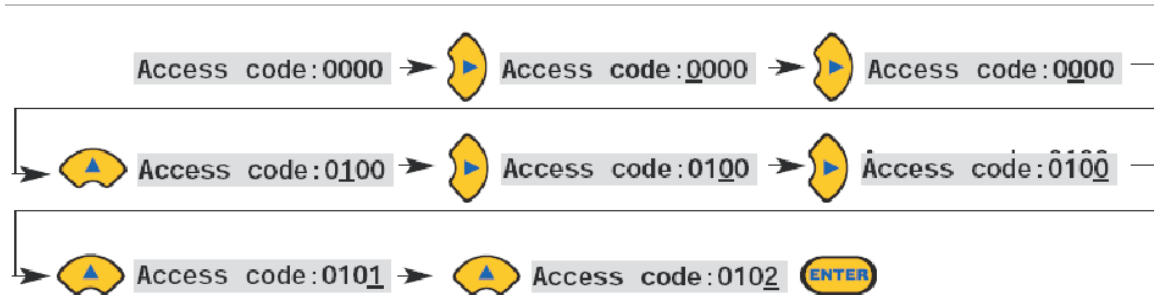 Access code:0000 Access code:0000 Access code:0000
Access code:0100 Access code:0100 Access code:0100
Access code:0101 Access code:0102 ENTER